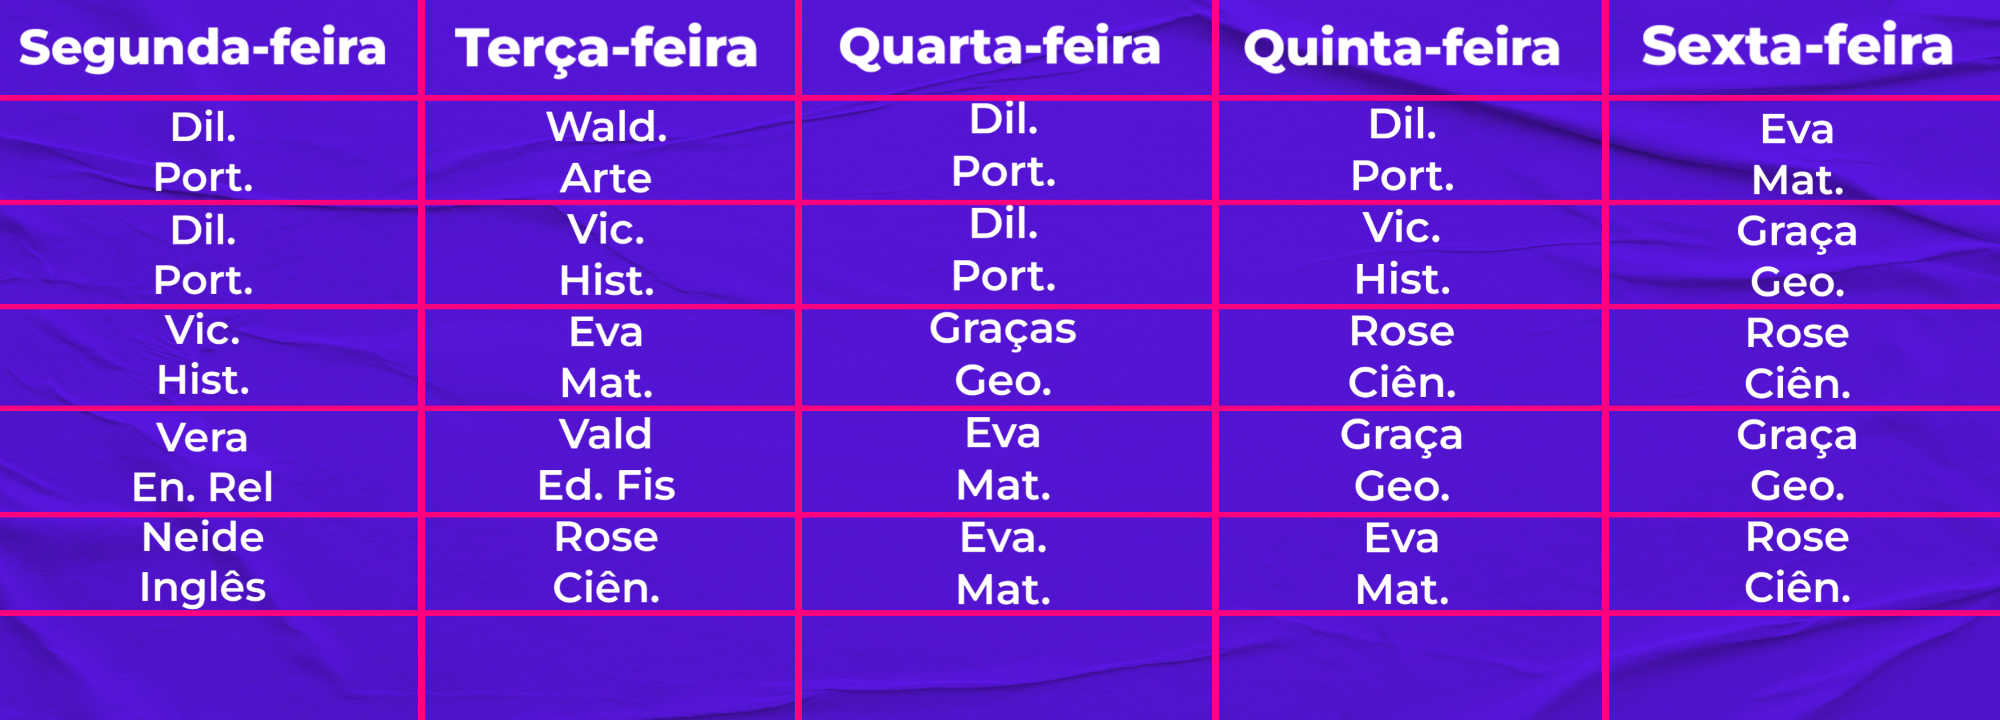 Segunda-feira Terça-feira Quarta-feira Quinta-feira Sexta-feira
Dil. Wald. Dil. Dil. Eva
Port. Arte Port. Port. Mat.
Dil. Vic. Dil. Vic. Graça
Port. Hist. Port. Hist. Geo.
Vic. Eva Graças Rose Rose
Hist. Mat. Geo. Ciên. Ciên.
Vera Vald Eva Graça Graça
En. Rel Ed. Fis Mat. Geo. Geo.
Neide Rose Eva. Eva Rose
Inglês Ciên. Mat. Mat. Ciên.